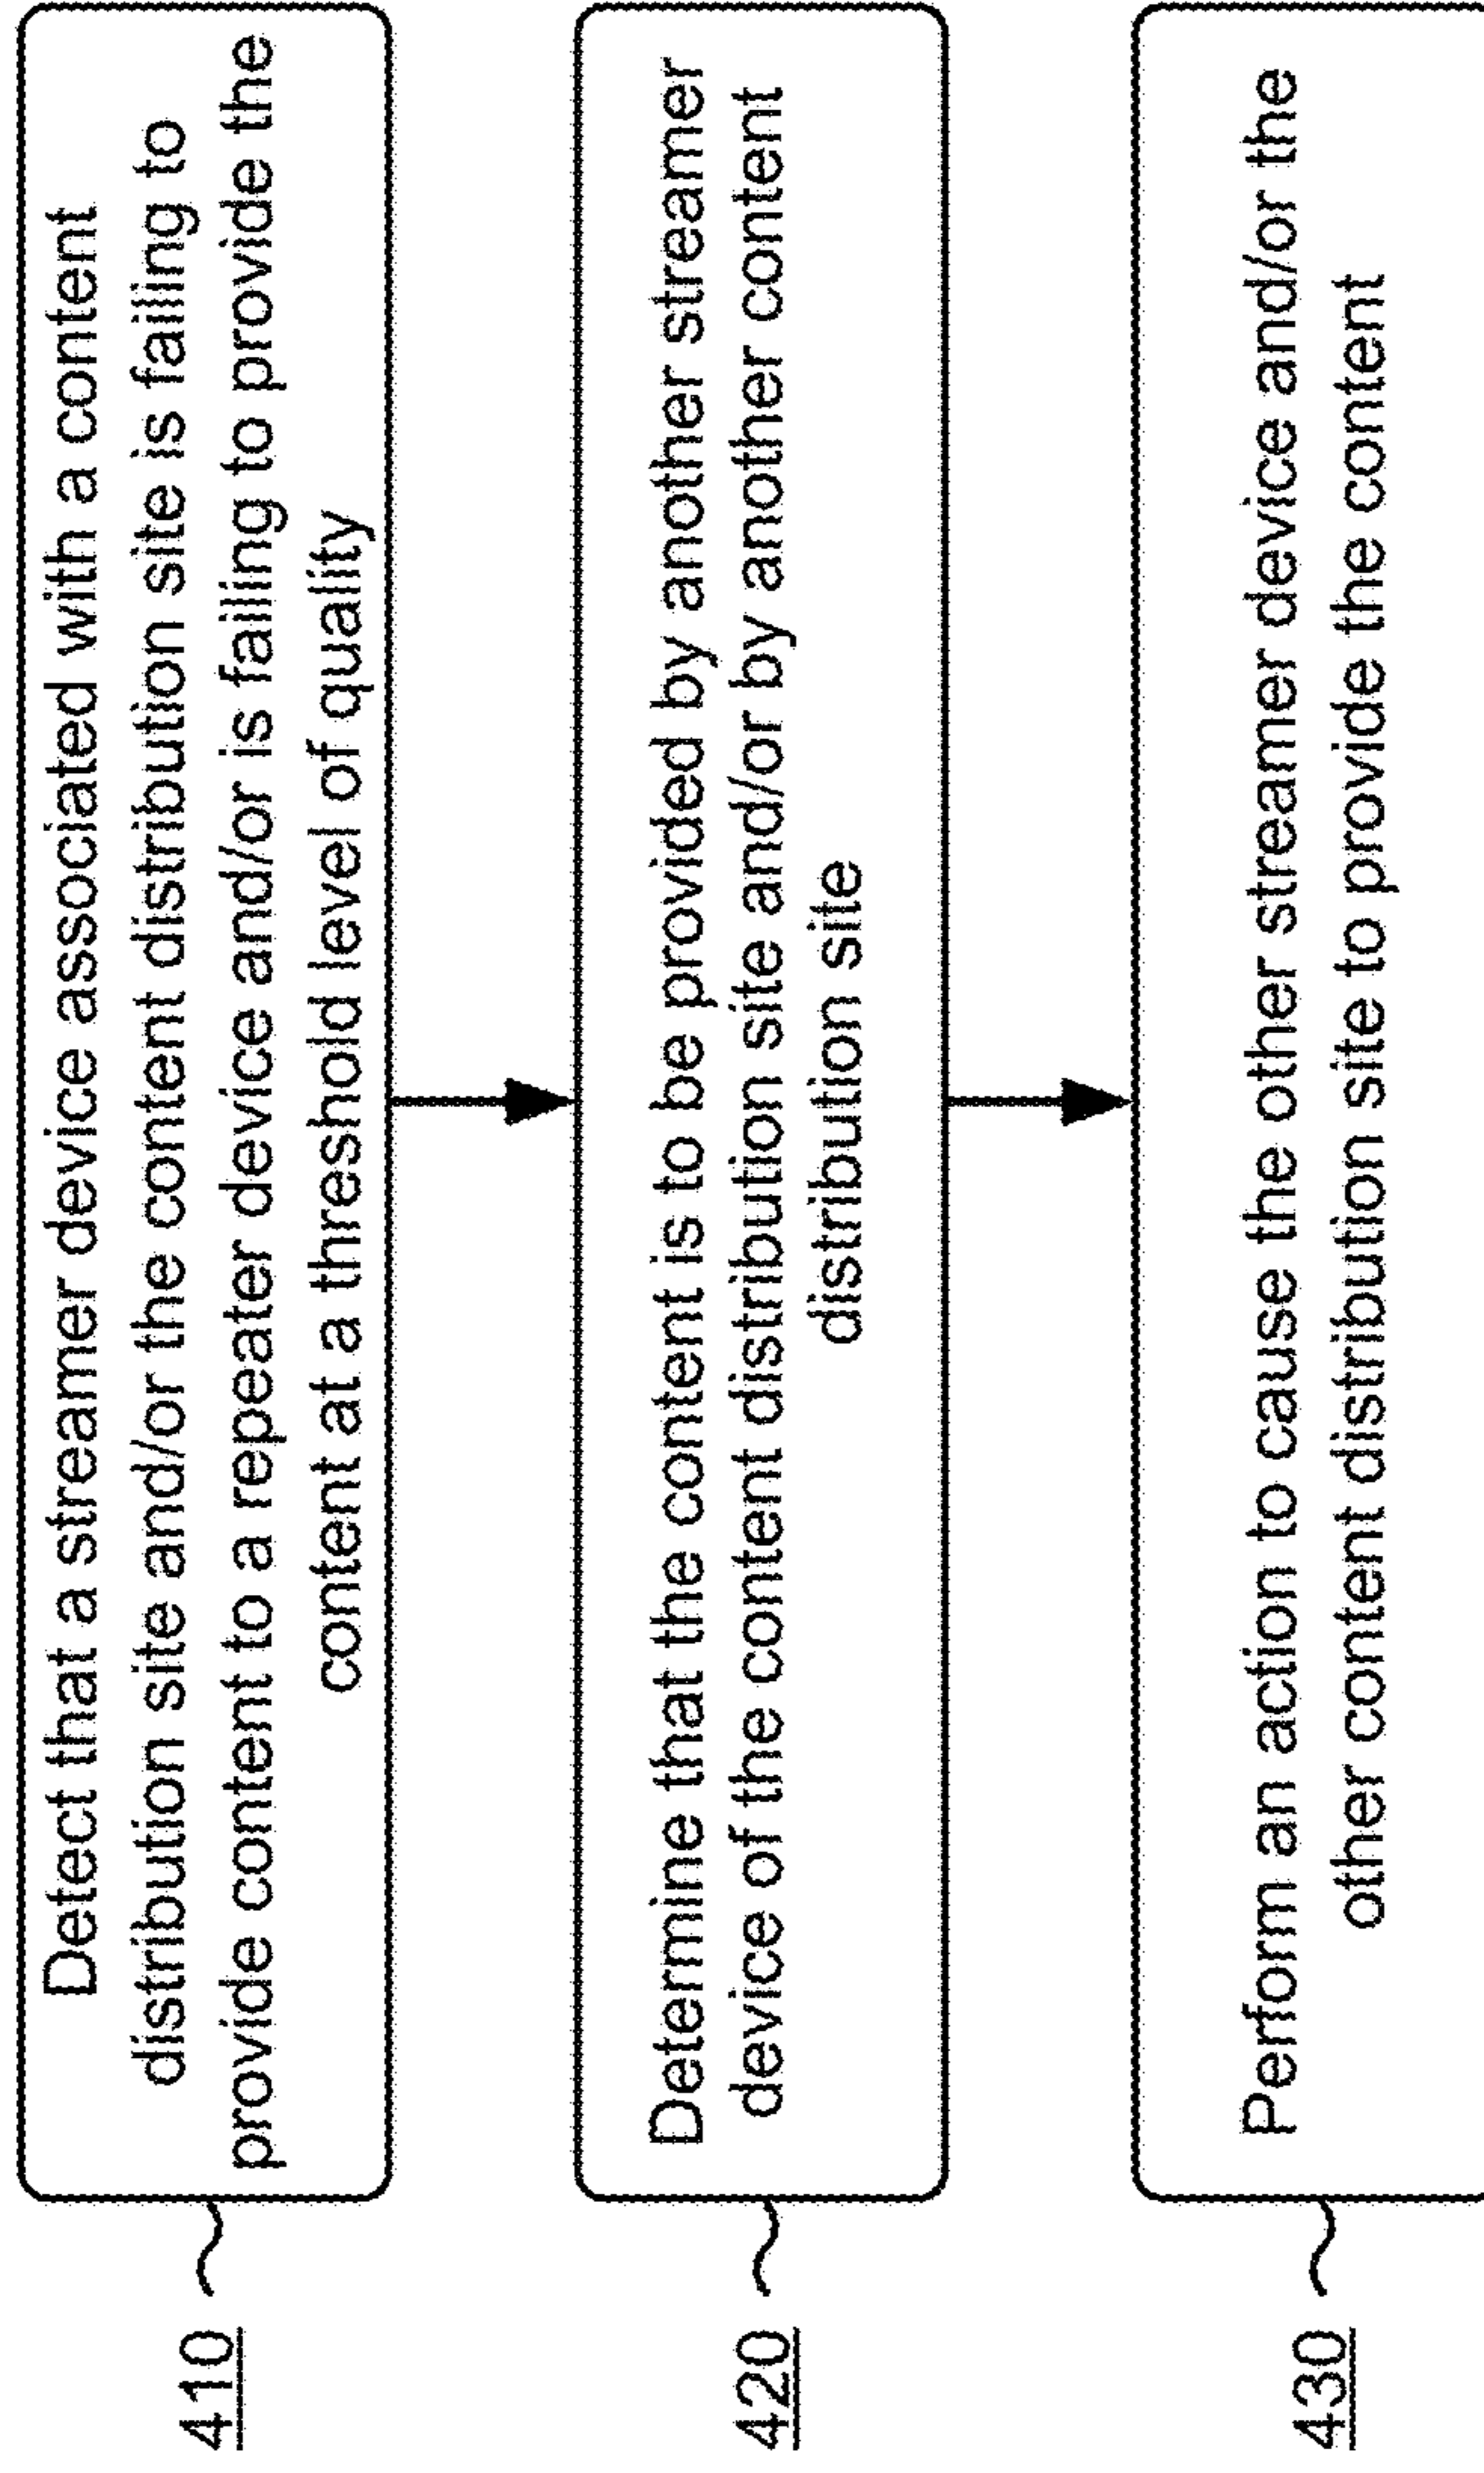 410
Detect that a streamer device associated with a content
distribution site and/or the content distribution site is failing to
provide content to a repeater device and/or is failing to provide the
content at a threshold level of quality
420
Determine that the content is to be provided by another streamer
device of the content distribution site and/or by another content
distribution site
430
Perform an action to cause the other streamer device and/or the
other content distribution site to provide the content